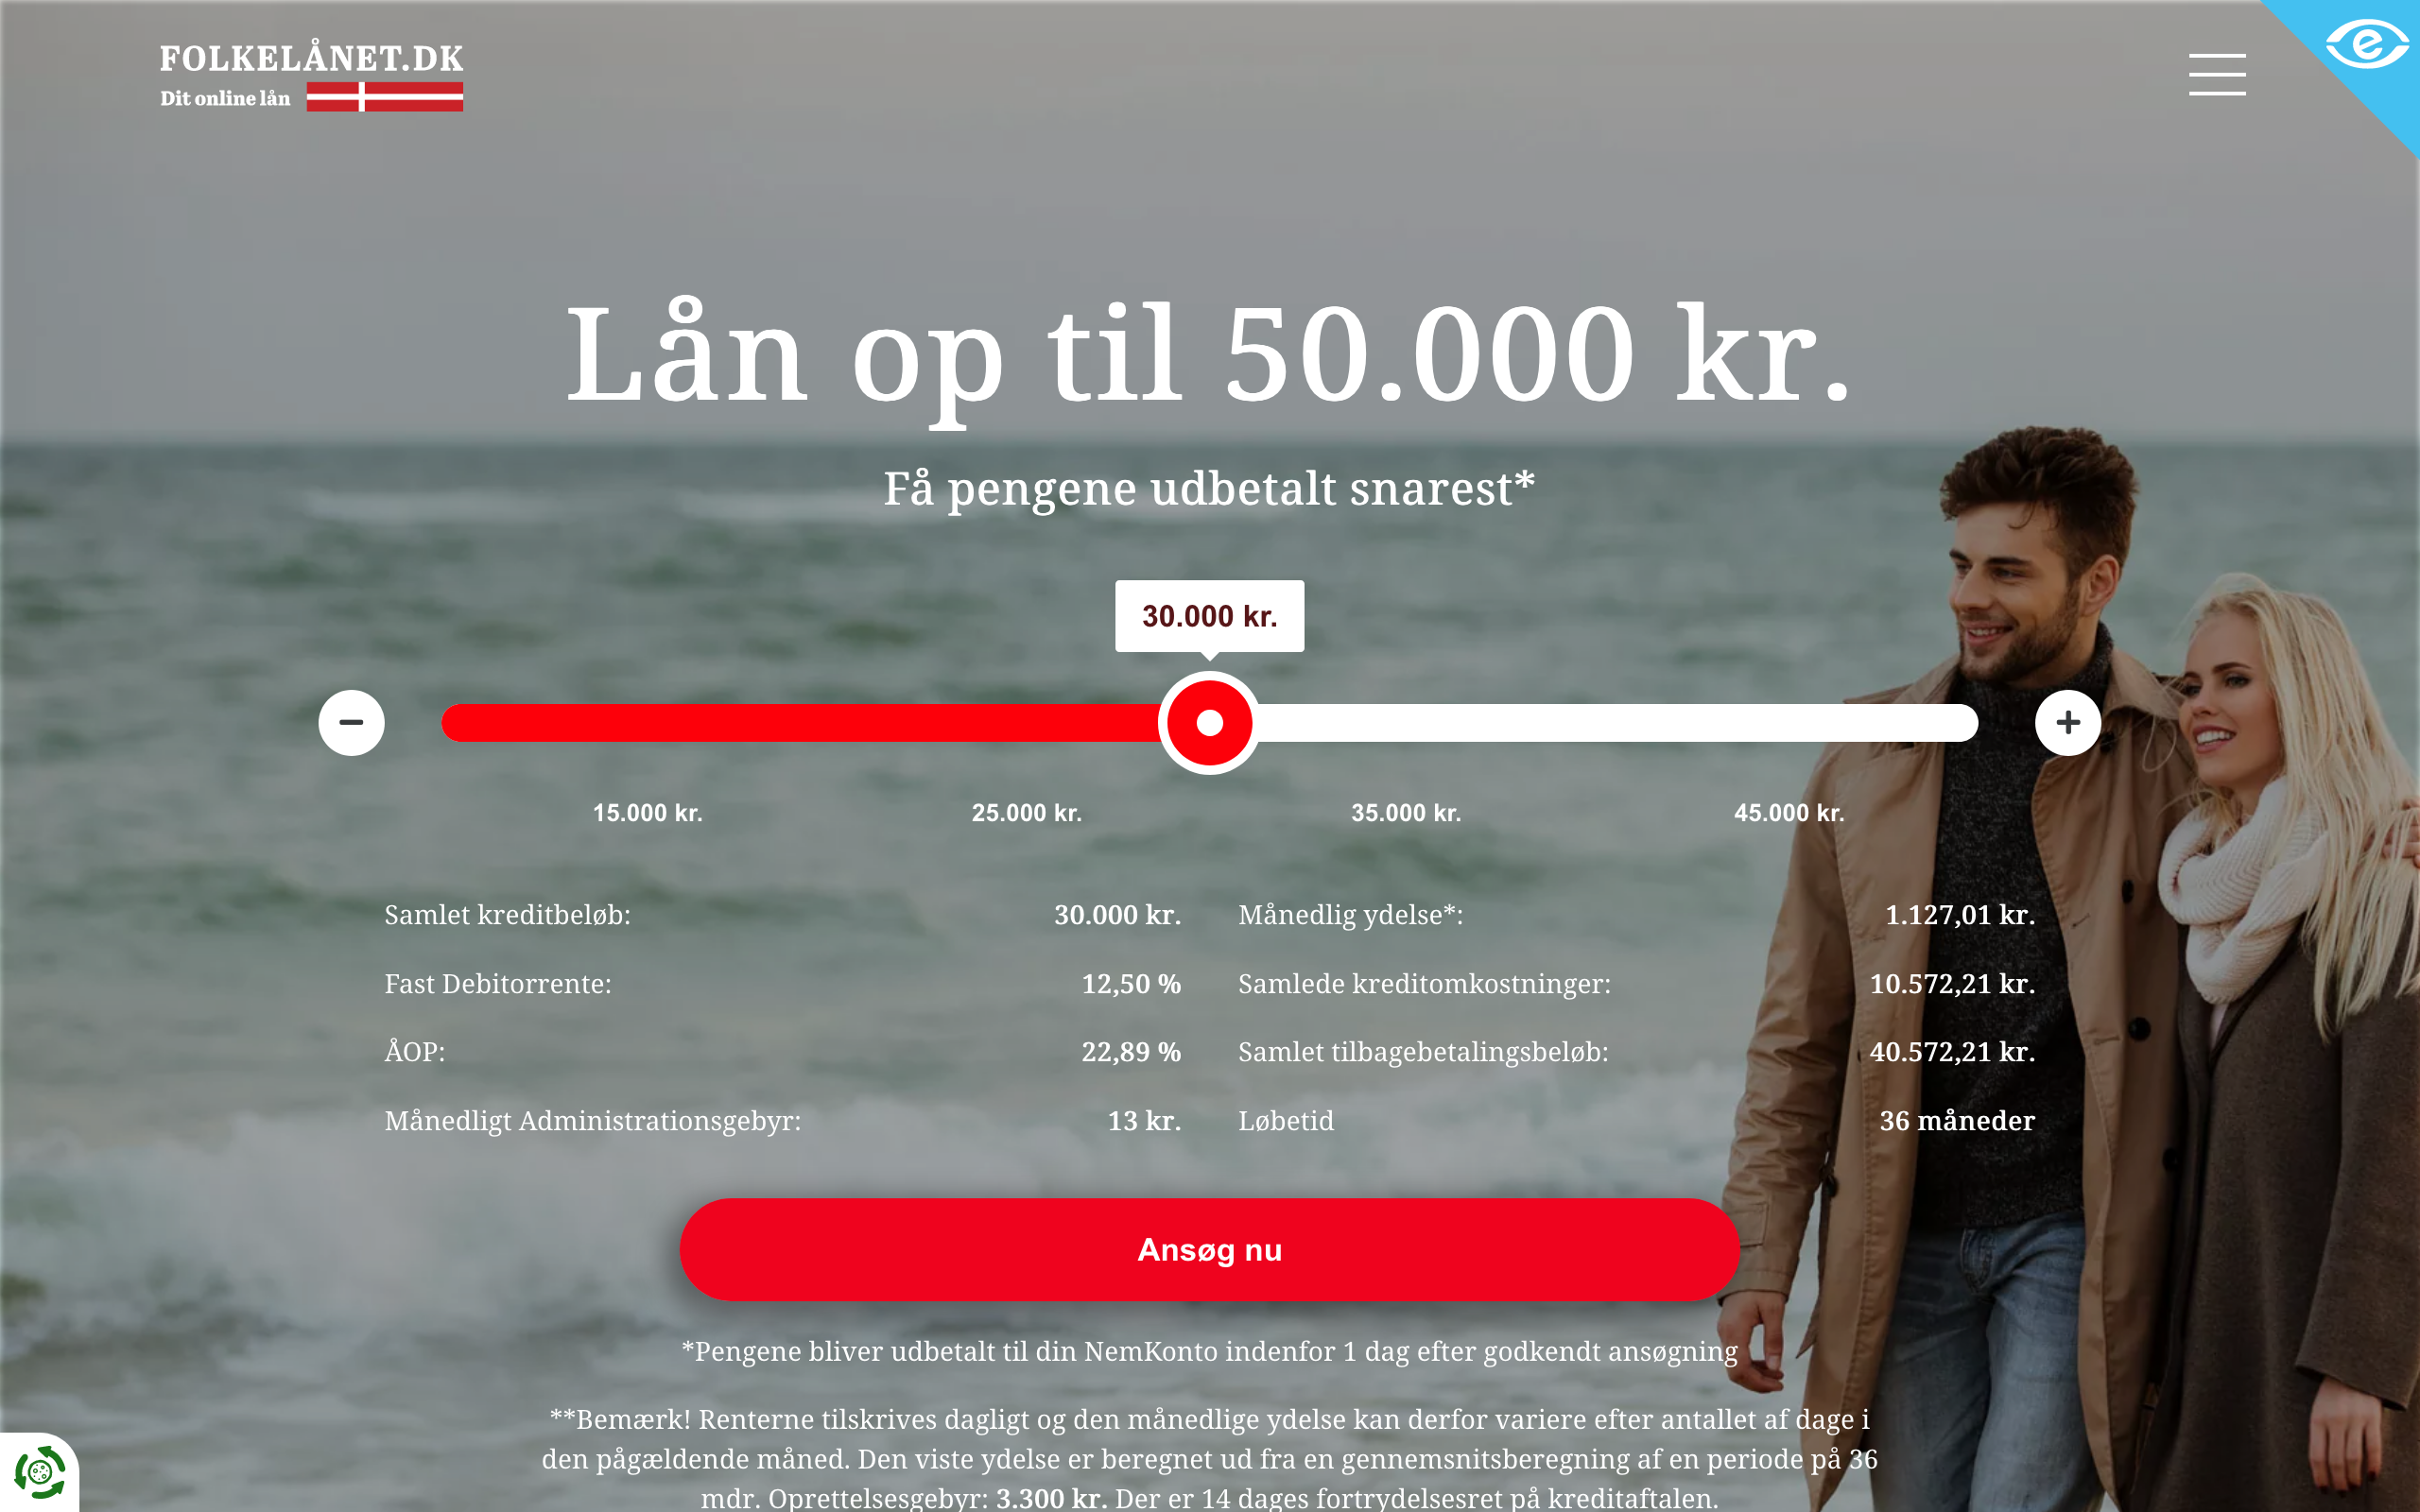 FOLKELÅNET.DK
Dit online lån
Lån op til 50.000 kr.
Få pengene udbetalt snarest*
30.000 kr.
15.000 kr. 25.000 kr. 35.000 kr. 45.000 kr.
Samlet kreditbeløb: 30.000 kr. Månedlig ydelse*: 1.127,01 kr.
Fast Debitorrente: 12,50 % Samlede kreditomkostninger: 10.572,21 kr.
ÅOP: 22,89 % Samlet tilbagebetalingsbeløb: 40.572,21 kr.
Månedligt Administrationsgebyr: 13 kr. Løbetid 36 måneder
Ansøg nu
*Pengene bliver udbetalt til din NemKonto indenfor 1 dag efter godkendt ansøgning
**Bemærk! Renterne tilskrives dagligt og den månedlige ydelse kan derfor variere efter antallet af dage i
den pågældende måned. Den viste ydelse er beregnet ud fra en gennemsnitsberegning af en periode på 36
mdr. Oprettelsesgebyr: 3.300 kr. Der er 14 dages fortrydelsesret på kreditaftalen.